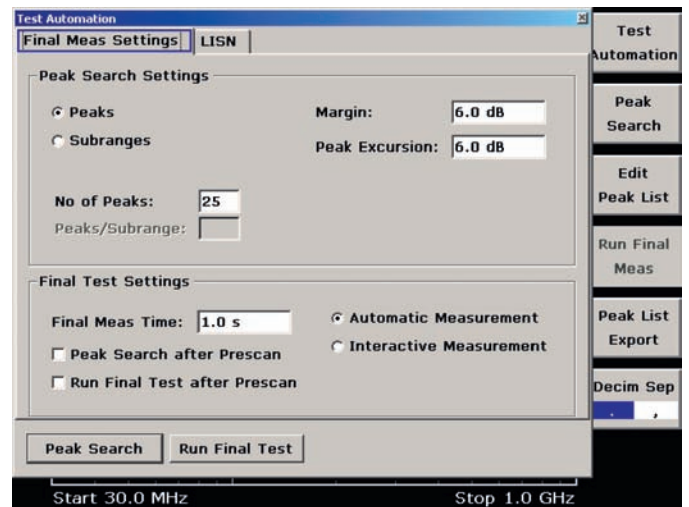 Test Automation
Final Meas Settings
LISN
Peak Search Settings
Peaks
Subranges
Margin: 6.0 dB
Peak Excursion: 6.0 dB
No of Peaks: 25
Peaks/Subrange:
Final Test Settings
Final Meas Time: 1.0 s
Peak Search after Prescan
Run Final Test after Prescan
Automatic Measurement
Interactive Measurement
Peak Search
Run Final Test
Start 30.0 MHz
Stop 1.0 GHz
Test
Automation
Peak
Search
Edit
Peak List
Run Final
Meas
Peak List
Export
Decim Sep
. ,